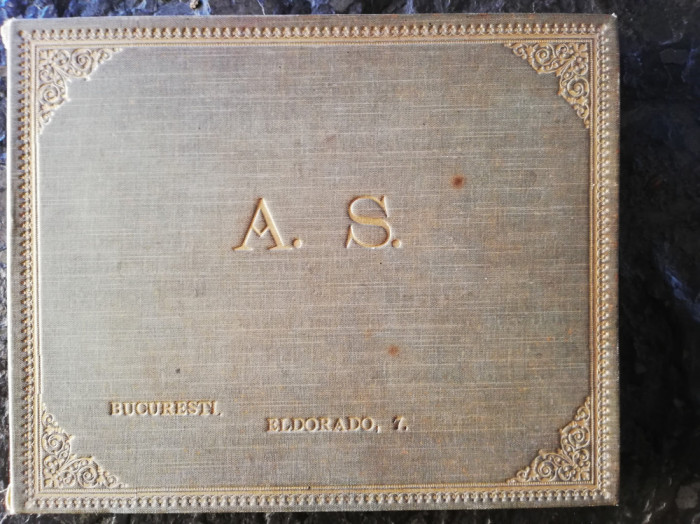 A. S.
BUCURESTI,
ELDORADO, 7.